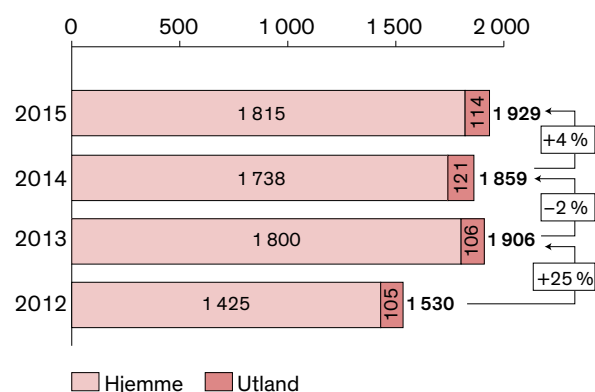 0 500 1 000 1 500 2 000
2015 1 815 114 1 929
+4 %
2014 1 738 121 1 859
–2 %
2013 1 800 106 1 906
+25 %
2012 1 425 105 1 530
Hjemme Utland